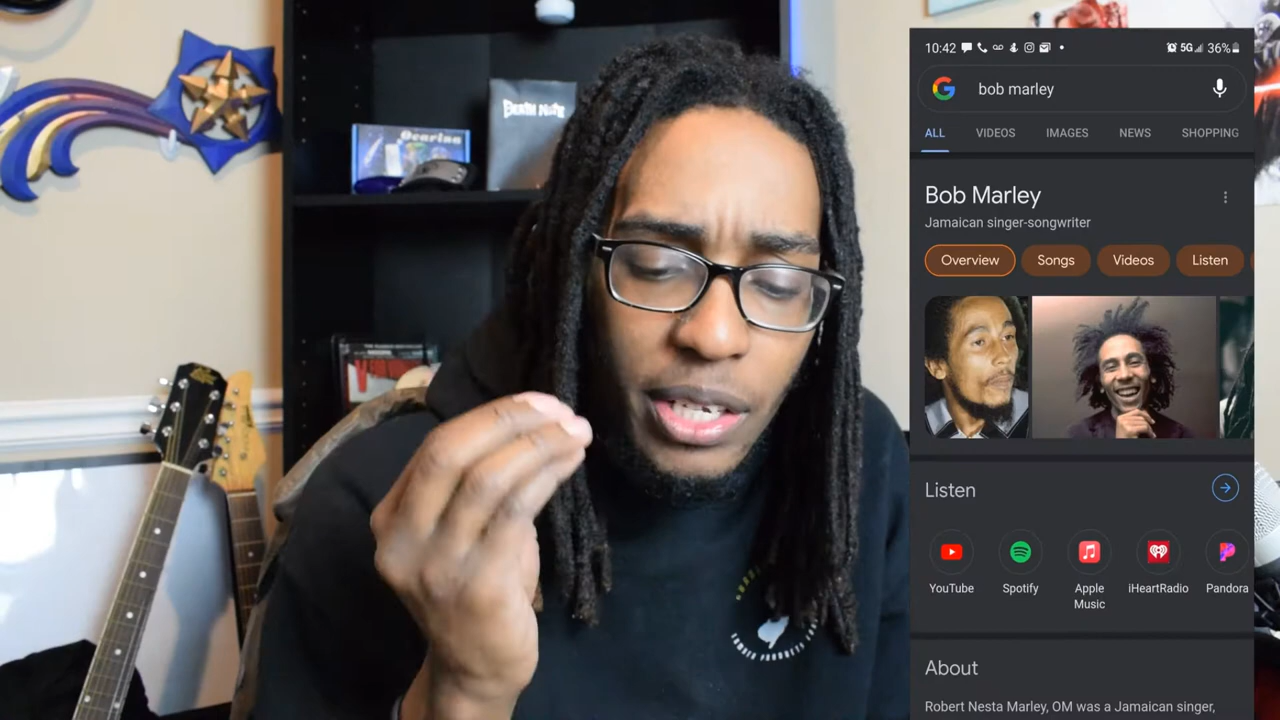 DEATH NOTE
Ocarina
10:42
5G
36%
bob marley
ALL VIDEOS IMAGES NEWS SHOPPING
Bob Marley
Jamaican singer-songwriter
Overview Songs Videos Listen
Listen
YouTube Spotify Apple Music iHeartRadio Pandora
About
Robert Nesta Marley, OM was a Jamaican singer,